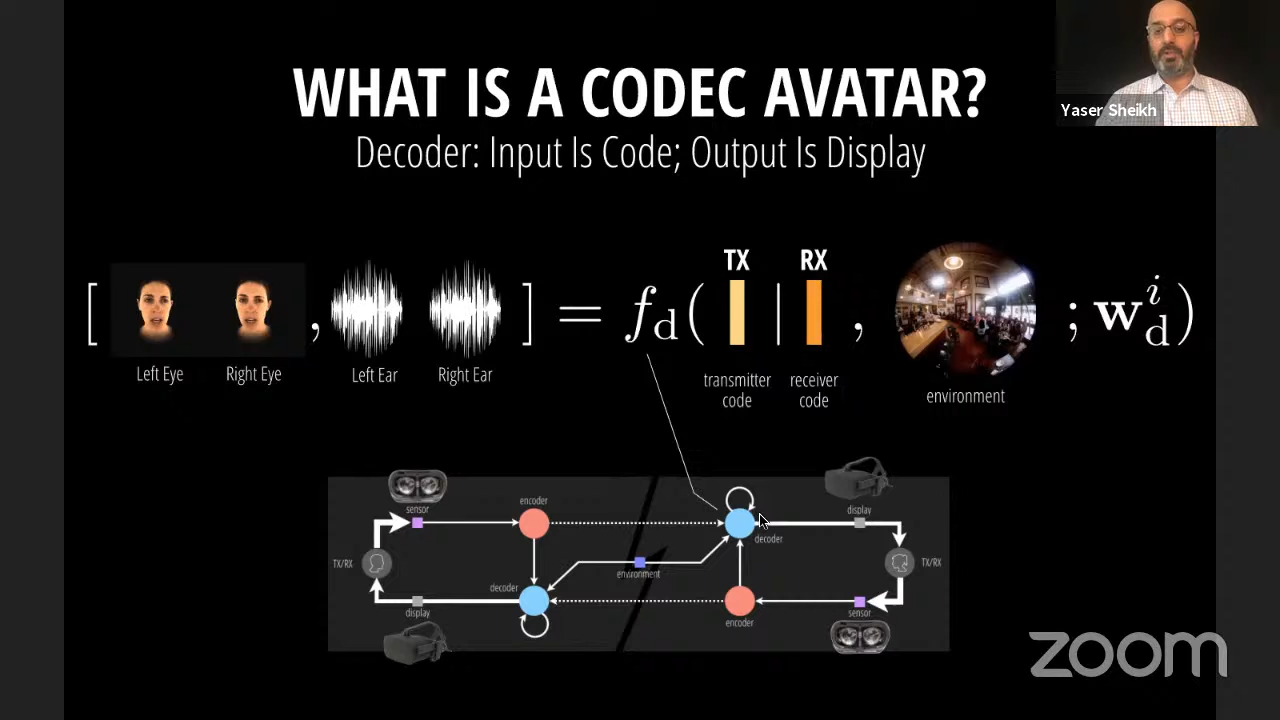 WHAT IS A CODEC AVATAR?
Decoder: Input Is Code; Output Is Display
Yaser Sheikh
TX RX
[ , ] = f_d( | , ; w_d^i)
Left Eye Right Eye Left Ear Right Ear
transmitter code
receiver code
environment
sensor
encoder
display
decoder
TX/RX
environment
TX/RX
decoder
display
encoder
sensor
zoom